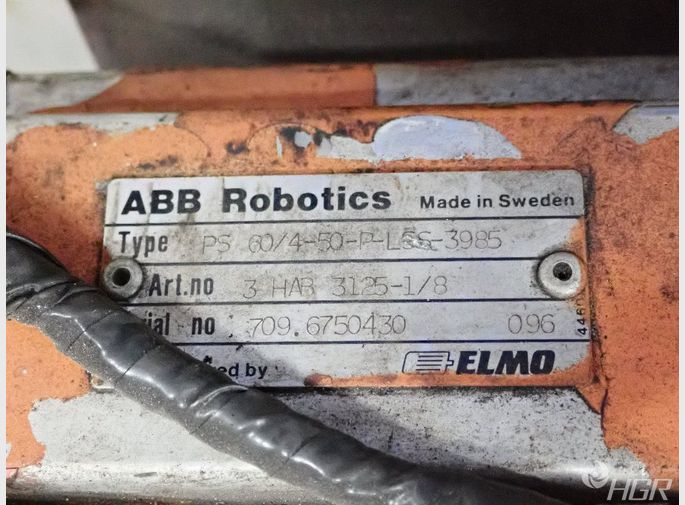 ABB Robotics Made in Sweden
Type PS 60/4-50-P-LSS-3985
Art.no 3 HAB 3125-1/8
ial no 709.6750430 096
ed by ELMO
HGR